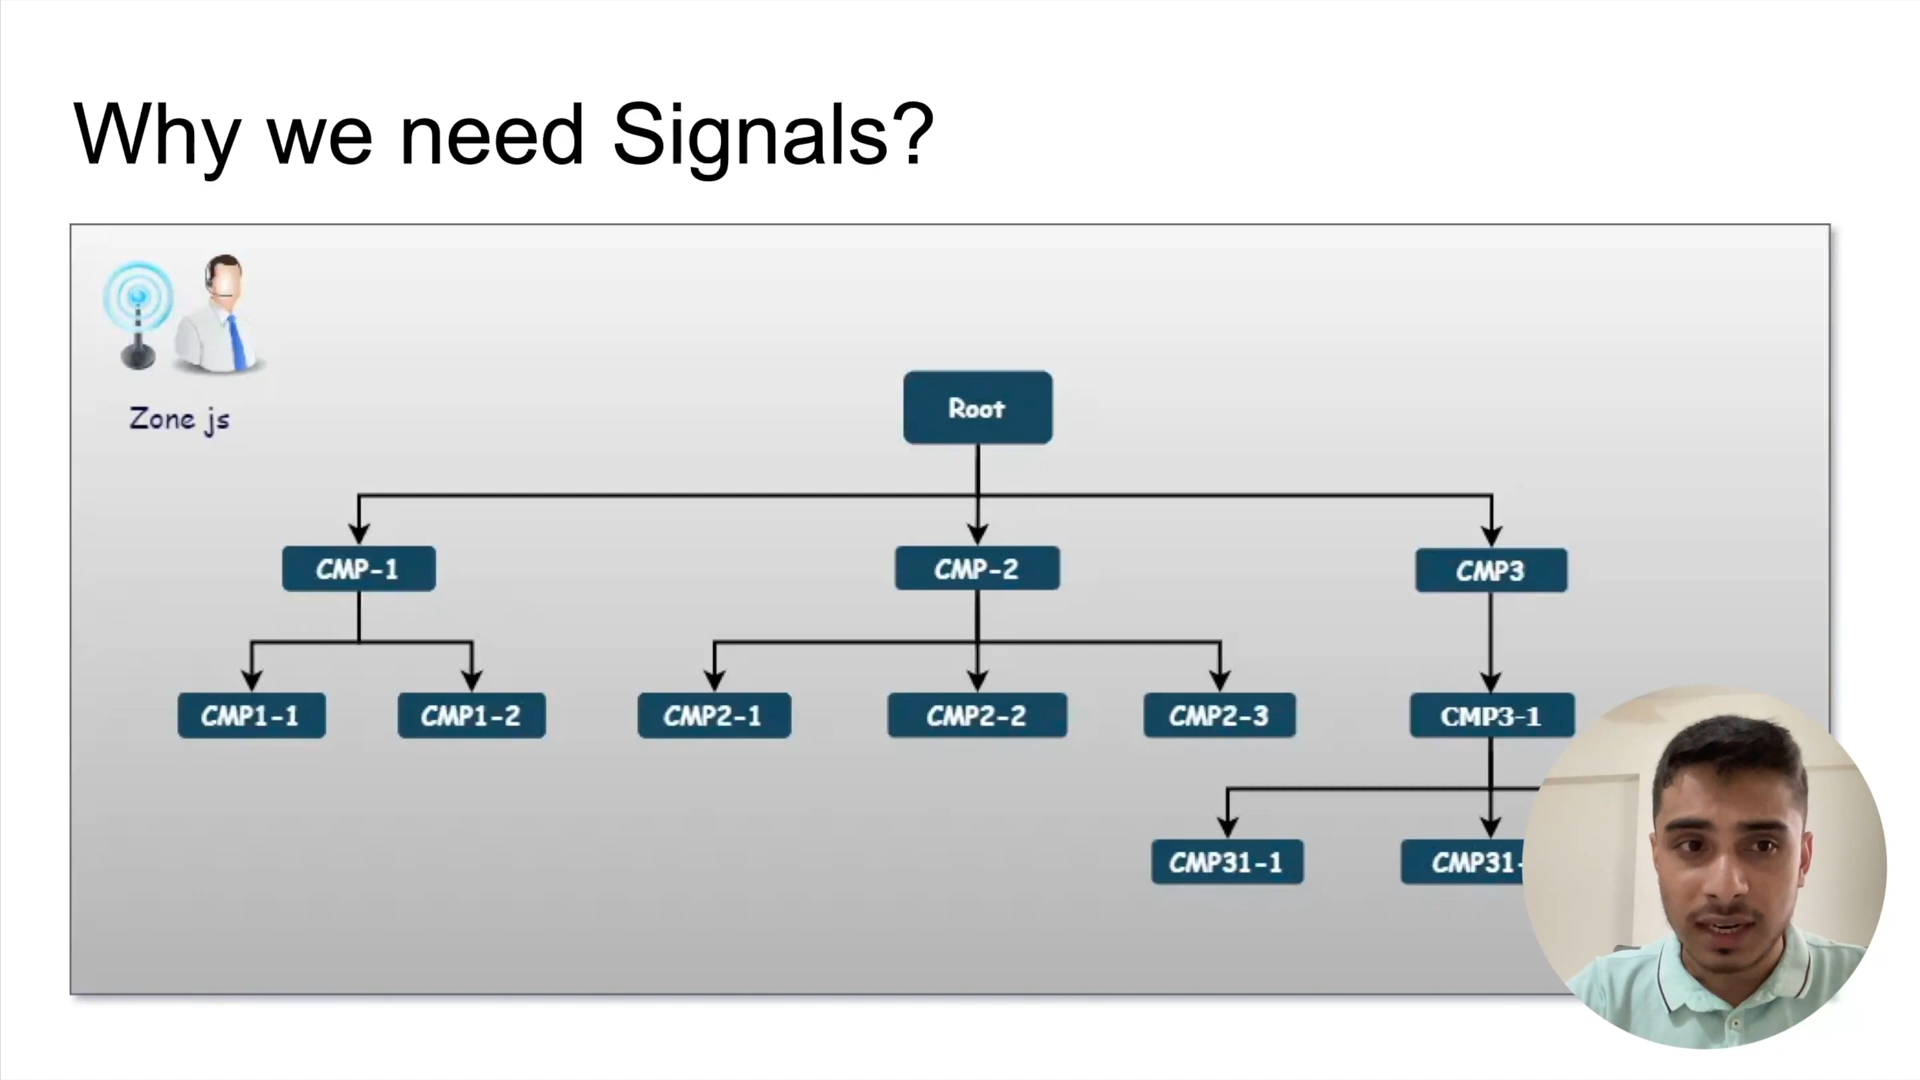 Why we need Signals?
Zone js
Root
CMP-1 CMP-2 CMP3
CMP1-1 CMP1-2 CMP2-1 CMP2-2 CMP2-3 CMP3-1
CMP31-1 CMP31-